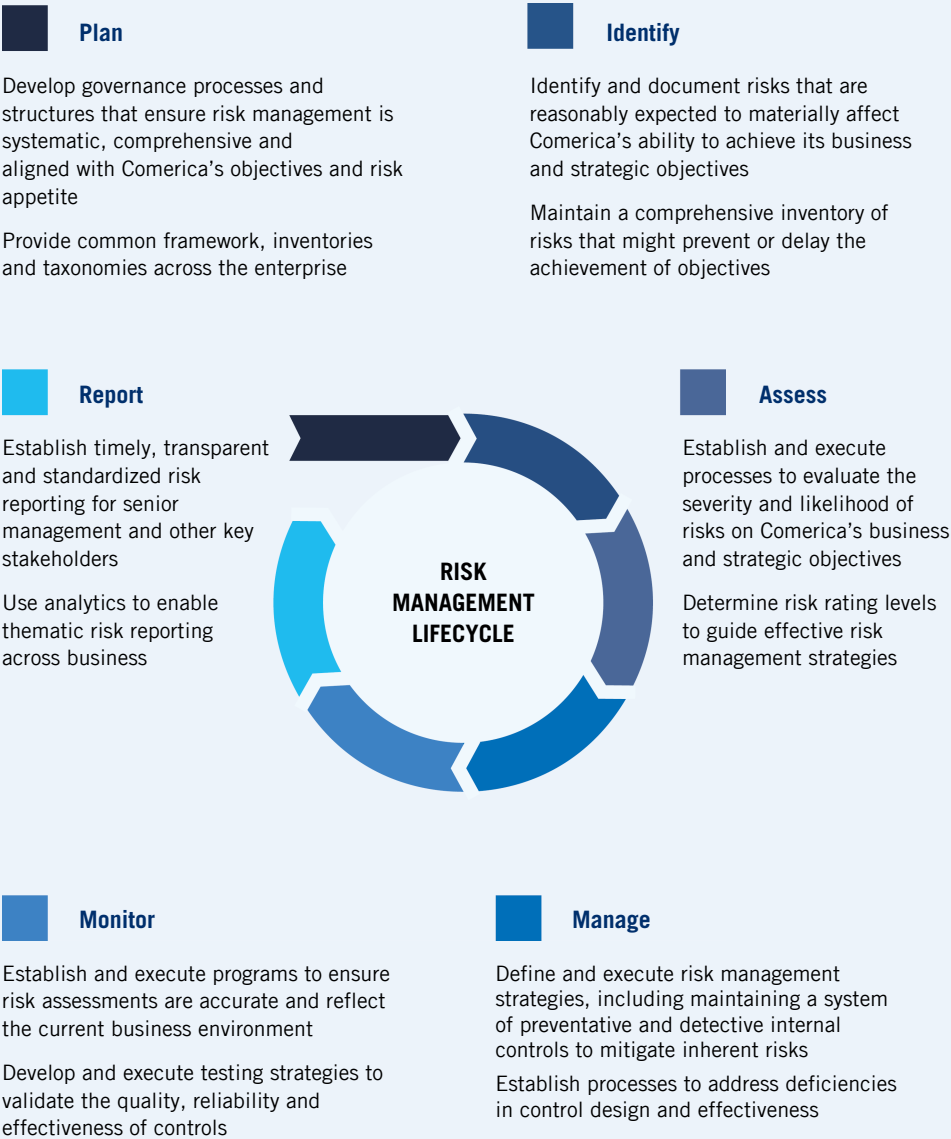 Plan
Develop governance processes and
structures that ensure risk management is
systematic, comprehensive and
aligned with Comerica's objectives and risk
appetite
Provide common framework, inventories
and taxonomies across the enterprise
Identify
Identify and document risks that are
reasonably expected to materially affect
Comerica's ability to achieve its business
and strategic objectives
Maintain a comprehensive inventory of
risks that might prevent or delay the
achievement of objectives
Report
Establish timely, transparent
and standardized risk
reporting for senior
management and other key
stakeholders
Use analytics to enable
thematic risk reporting
across business
RISK
MANAGEMENT
LIFECYCLE
Assess
Establish and execute
processes to evaluate the
severity and likelihood of
risks on Comerica's business
and strategic objectives
Determine risk rating levels
to guide effective risk
management strategies
Monitor
Establish and execute programs to ensure
risk assessments are accurate and reflect
the current business environment
Develop and execute testing strategies to
validate the quality, reliability and
effectiveness of controls
Manage
Define and execute risk management
strategies, including maintaining a system
of preventative and detective internal
controls to mitigate inherent risks
Establish processes to address deficiencies
in control design and effectiveness